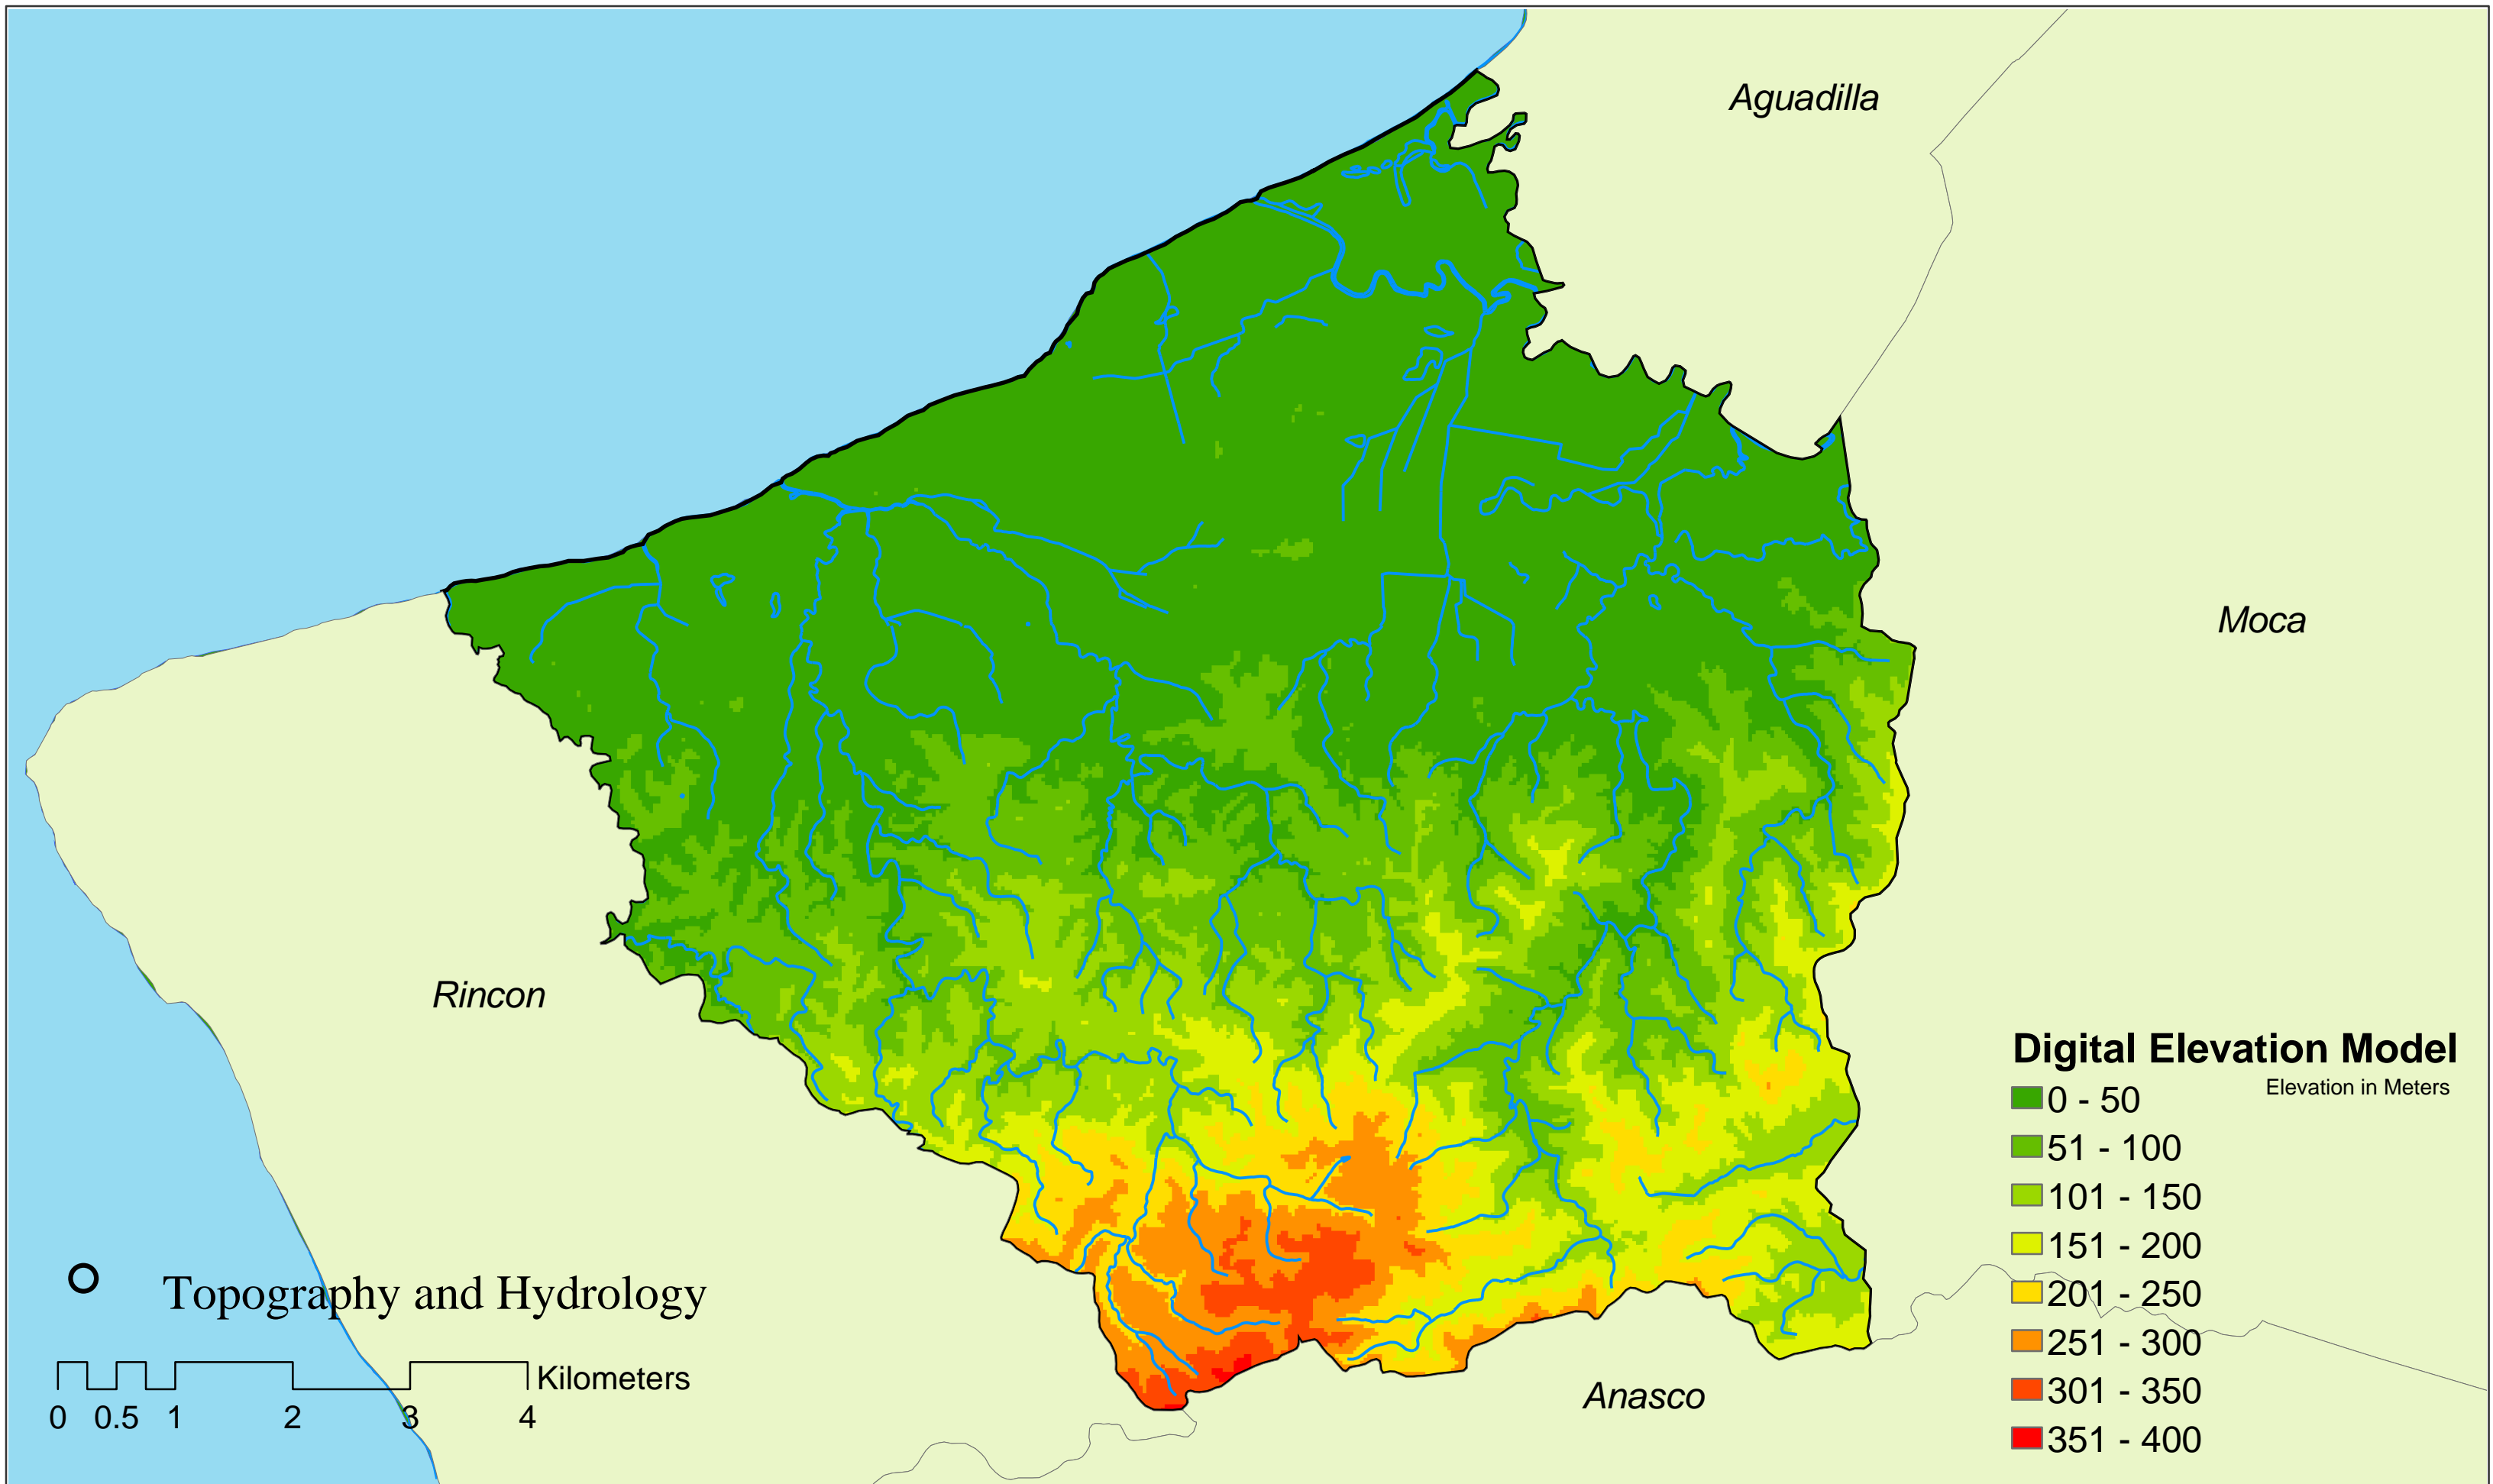 Aguadilla
Moca
Rincon
Digital Elevation Model
Elevation in Meters
0 - 50
51 - 100
101 - 150
151 - 200
201 - 250
251 - 300
301 - 350
351 - 400
Topography and Hydrology
Kilometers
0 0.5 1 2 3 4
Anasco